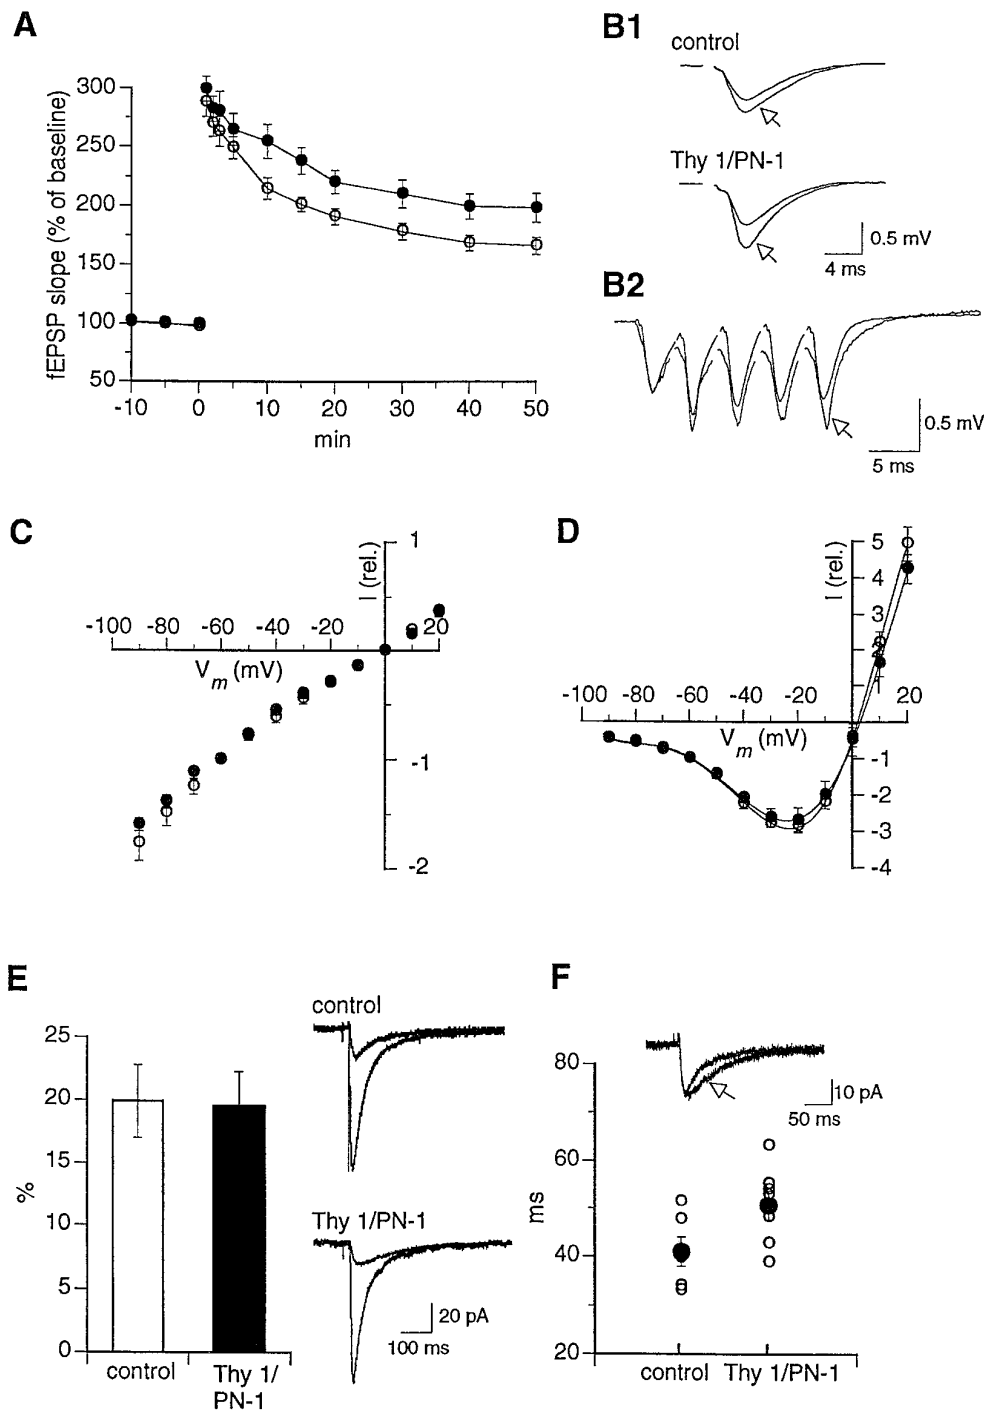 A
fEPSP slope (% of baseline)
300
250
200
150
100
50
-10 0 10 20 30 40 50
min
B1
control
Thy 1/PN-1
0.5 mV
4 ms
B2
0.5 mV
5 ms
C
I (rel.)
1
-100 -80 -60 -40 -20 20
Vm (mV)
-1
-2
D
I (rel.)
5
4
3
2
-100 -80 -60 -40 -20 20
Vm (mV)
-1
-2
-3
-4
E
%
25
20
15
10
5
0
control Thy 1/
PN-1
control
Thy 1/PN-1
20 pA
100 ms
F
ms
80
60
40
20
10 pA
50 ms
control Thy 1/PN-1